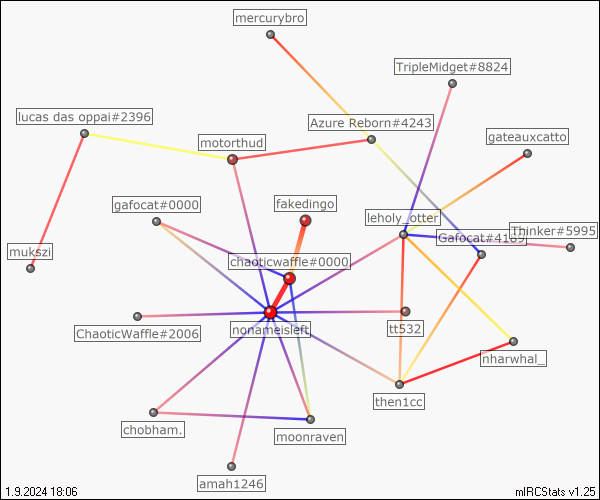 mercurybro
TripleMidget#8824
lucas das oppai#2396
Azure Reborn#4243
motorthud
gateauxcatto
gafocat#0000
fakedingo
leholy_otter
Thinker#5995
Gafocat#4169
mukszi
chaoticwaffle#0000
ChaoticWaffle#2006
nonameisleft
tt532
nharwhal_
then1cc
chobham.
moonraven
amah1246
1.9.2024 18:06
mIRCStats v1.25